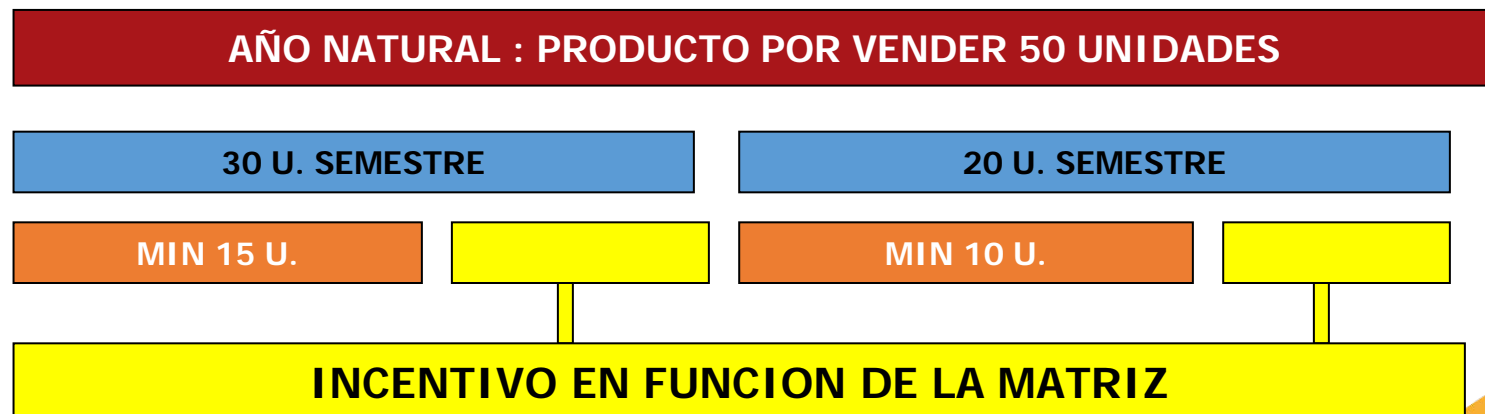 AÑO NATURAL : PRODUCTO POR VENDER 50 UNIDADES
30 U. SEMESTRE
20 U. SEMESTRE
MIN 15 U.
MIN 10 U.
INCENTIVO EN FUNCION DE LA MATRIZ